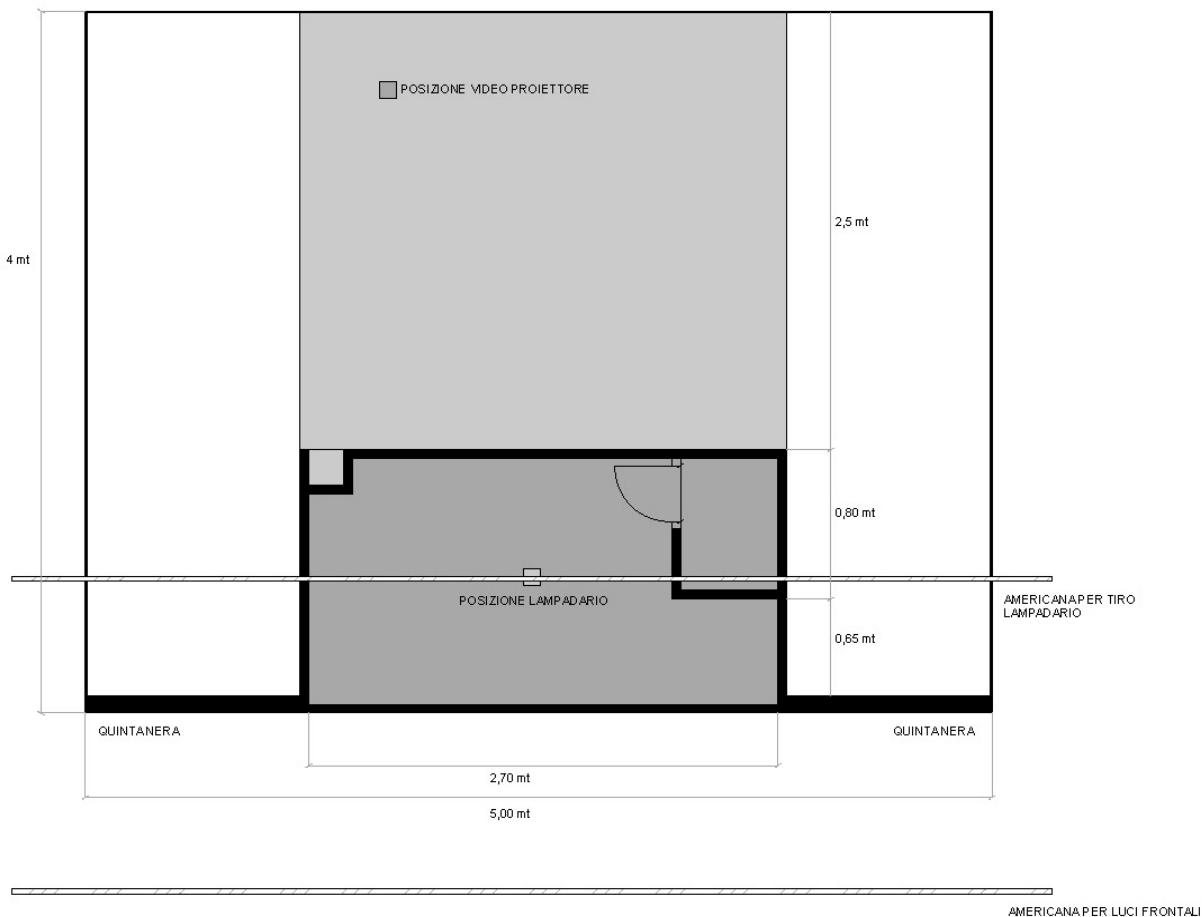 POSIZIONE VIDEO PROIETTORE
2,5 mt
4 mt
0,80 mt
POSIZIONE LAMPADARIO
AMERICANA PER TIRO
LAMPADARIO
0,65 mt
QUINTANERA
QUINTANERA
2,70 mt
5,00 mt
AMERICANA PER LUCI FRONTALI